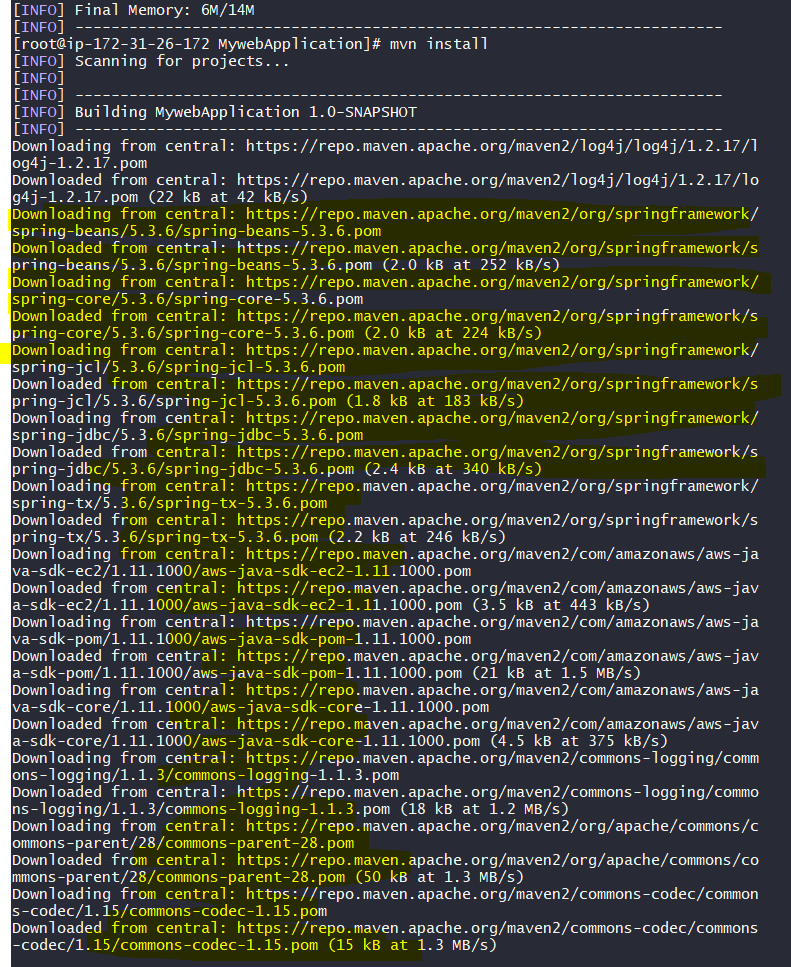 [INFO] Final Memory: 6M/14M
[INFO] ------------------------------------------------------------------------
[root@ip-172-31-26-172 MywebApplication]# mvn install
[INFO] Scanning for projects...
[INFO]
[INFO] ------------------------------------------------------------------------
[INFO] Building MywebApplication 1.0-SNAPSHOT
[INFO] ------------------------------------------------------------------------
Downloading from central: https://repo.maven.apache.org/maven2/log4j/log4j/1.2.17/l
og4j-1.2.17.pom
Downloaded from central: https://repo.maven.apache.org/maven2/log4j/log4j/1.2.17/lo
g4j-1.2.17.pom (22 kB at 42 kB/s)
Downloading from central: https://repo.maven.apache.org/maven2/org/springframework/
spring-beans/5.3.6/spring-beans-5.3.6.pom
Downloaded from central: https://repo.maven.apache.org/maven2/org/springframework/s
pring-beans/5.3.6/spring-beans-5.3.6.pom (2.0 kB at 252 kB/s)
Downloading from central: https://repo.maven.apache.org/maven2/org/springframework/
spring-core/5.3.6/spring-core-5.3.6.pom
Downloaded from central: https://repo.maven.apache.org/maven2/org/springframework/s
pring-core/5.3.6/spring-core-5.3.6.pom (2.0 kB at 224 kB/s)
Downloading from central: https://repo.maven.apache.org/maven2/org/springframework/
spring-jcl/5.3.6/spring-jcl-5.3.6.pom
Downloaded from central: https://repo.maven.apache.org/maven2/org/springframework/s
pring-jcl/5.3.6/spring-jcl-5.3.6.pom (1.8 kB at 183 kB/s)
Downloading from central: https://repo.maven.apache.org/maven2/org/springframework/
spring-jdbc/5.3.6/spring-jdbc-5.3.6.pom
Downloaded from central: https://repo.maven.apache.org/maven2/org/springframework/s
pring-jdbc/5.3.6/spring-jdbc-5.3.6.pom (2.4 kB at 340 kB/s)
Downloading from central: https://repo.maven.apache.org/maven2/org/springframework/
spring-tx/5.3.6/spring-tx-5.3.6.pom
Downloaded from central: https://repo.maven.apache.org/maven2/org/springframework/s
pring-tx/5.3.6/spring-tx-5.3.6.pom (2.2 kB at 246 kB/s)
Downloading from central: https://repo.maven.apache.org/maven2/com/amazonaws/aws-ja
va-sdk-ec2/1.11.1000/aws-java-sdk-ec2-1.11.1000.pom
Downloaded from central: https://repo.maven.apache.org/maven2/com/amazonaws/aws-jav
a-sdk-ec2/1.11.1000/aws-java-sdk-ec2-1.11.1000.pom (3.5 kB at 443 kB/s)
Downloading from central: https://repo.maven.apache.org/maven2/com/amazonaws/aws-ja
va-sdk-pom/1.11.1000/aws-java-sdk-pom-1.11.1000.pom
Downloaded from central: https://repo.maven.apache.org/maven2/com/amazonaws/aws-jav
a-sdk-pom/1.11.1000/aws-java-sdk-pom-1.11.1000.pom (21 kB at 1.5 MB/s)
Downloading from central: https://repo.maven.apache.org/maven2/com/amazonaws/aws-ja
va-sdk-core/1.11.1000/aws-java-sdk-core-1.11.1000.pom
Downloaded from central: https://repo.maven.apache.org/maven2/com/amazonaws/aws-jav
a-sdk-core/1.11.1000/aws-java-sdk-core-1.11.1000.pom (4.5 kB at 375 kB/s)
Downloading from central: https://repo.maven.apache.org/maven2/commons-logging/comm
ons-logging/1.1.3/commons-logging-1.1.3.pom
Downloaded from central: https://repo.maven.apache.org/maven2/commons-logging/commo
ns-logging/1.1.3/commons-logging-1.1.3.pom (18 kB at 1.2 MB/s)
Downloading from central: https://repo.maven.apache.org/maven2/org/apache/commons/c
ommons-parent/28/commons-parent-28.pom
Downloaded from central: https://repo.maven.apache.org/maven2/org/apache/commons/co
mmons-parent/28/commons-parent-28.pom (50 kB at 1.3 MB/s)
Downloading from central: https://repo.maven.apache.org/maven2/commons-codec/common
s-codec/1.15/commons-codec-1.15.pom
Downloaded from central: https://repo.maven.apache.org/maven2/commons-codec/commons
-codec/1.15/commons-codec-1.15.pom (15 kB at 1.3 MB/s)